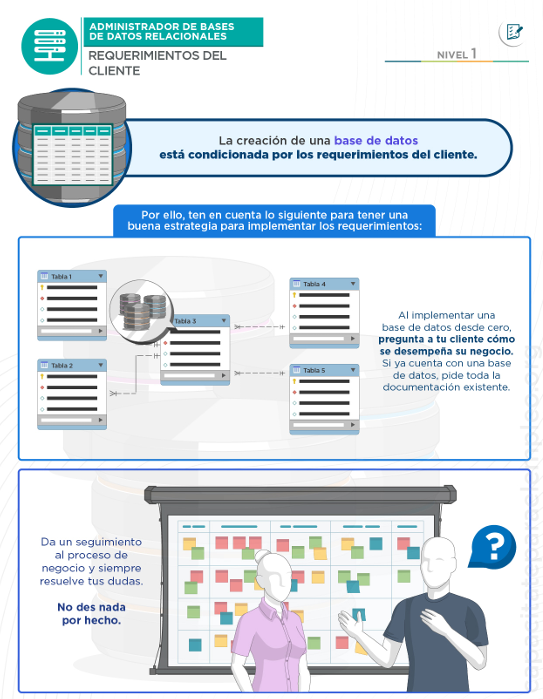 ADMINISTRADOR DE BASES
DE DATOS RELACIONALES
REQUERIMIENTOS DEL
CLIENTE
NIVEL 1
La creación de una base de datos
está condicionada por los requerimientos del cliente.
Por ello, ten en cuenta lo siguiente para tener una
buena estrategia para implementar los requerimientos:
Tabla 1
Tabla 2
Tabla 3
Tabla 4
Tabla 5
Al implementar una
base de datos desde cero,
pregunta a tu cliente cómo
se desempeña su negocio.
Si ya cuenta con una base
de datos, pide toda la
documentación existente.
Da un seguimiento
al proceso de
negocio y siempre
resuelve tus dudas.
No des nada
por hecho.
?